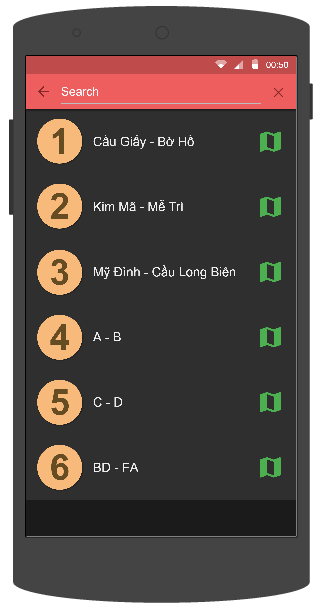 00:50
Search
1 Cầu Giấy - Bờ Hồ
2 Kim Mã - Mễ Trì
3 Mỹ Đình - Cầu Long Biên
4 A - B
5 C - D
6 BD - FA